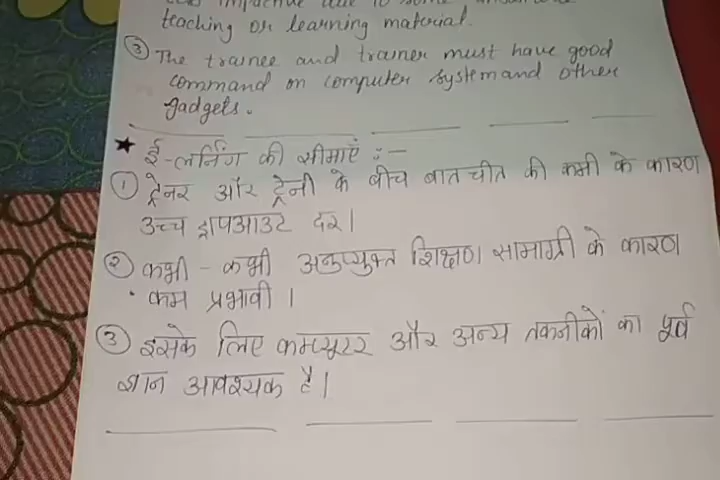 teaching or learning material.
③ The trainee and trainer must have good
command on computer system and other
gadgets.
★ ई-लर्निंग की सीमाएँ :-
① ट्रेनर और ट्रेनी के बीच बातचीत की कमी के कारण
उच्च ड्रापआउट दर।
② कभी - कभी अनुप्युक्त शिक्षण सामाग्री के कारण
कम प्रभावी ।
③ इसके लिए कम्प्यूटर और अन्य तकनीकों का पूर्व
ज्ञान आवश्यक है।